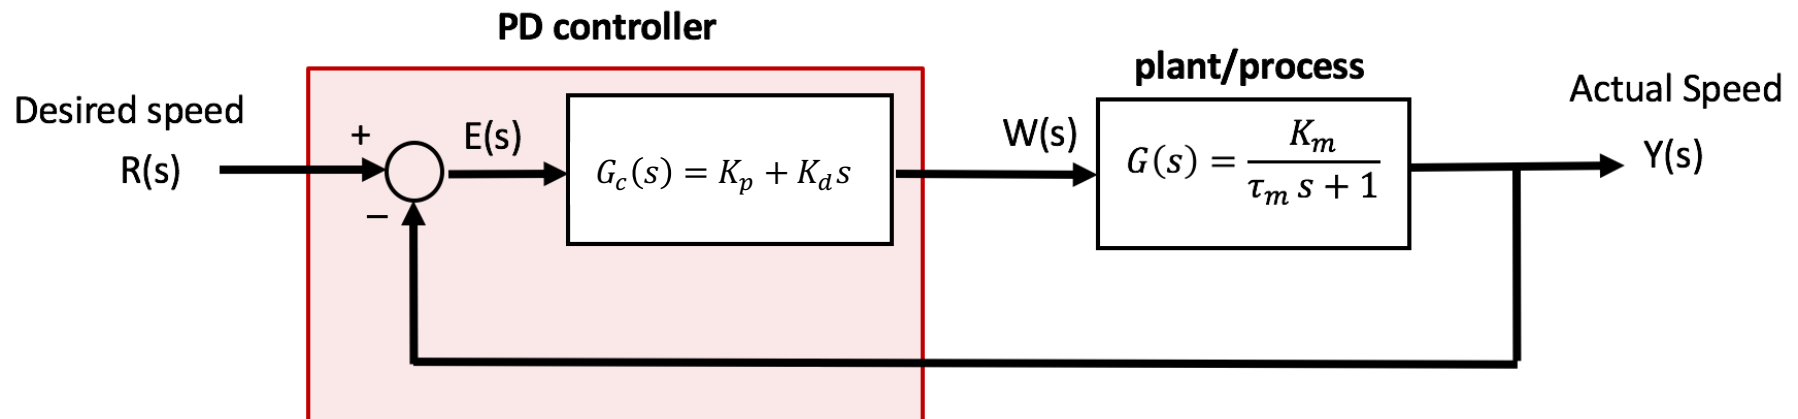 PD controller
plant/process
Desired speed
R(s)
+
−
E(s)
G_c(s) = K_p + K_d s
W(s)
G(s) = K_m / (τ_m s + 1)
Actual Speed
Y(s)